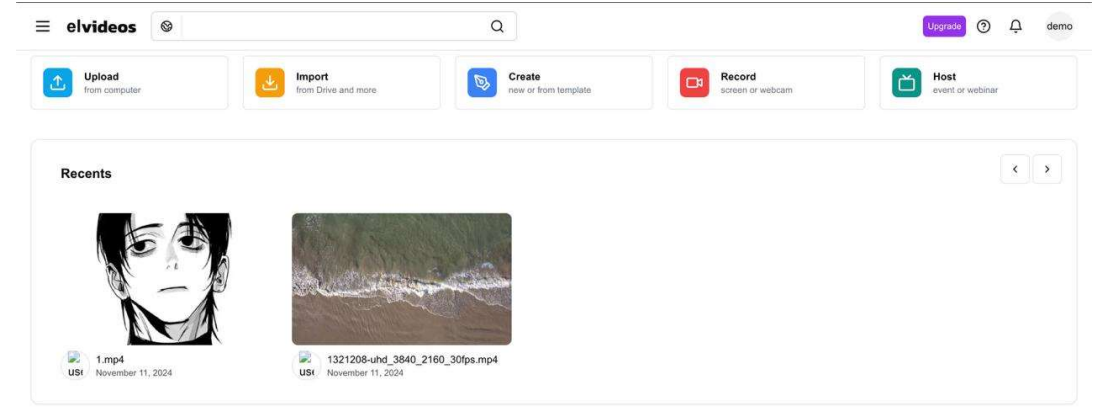 elvideos
Upgrade
demo
Upload
from computer
Import
from Drive and more
Create
new or from template
Record
screen or webcam
Host
event or webinar
Recents
1.mp4
November 11, 2024
1321208-uhd_3840_2160_30fps.mp4
November 11, 2024